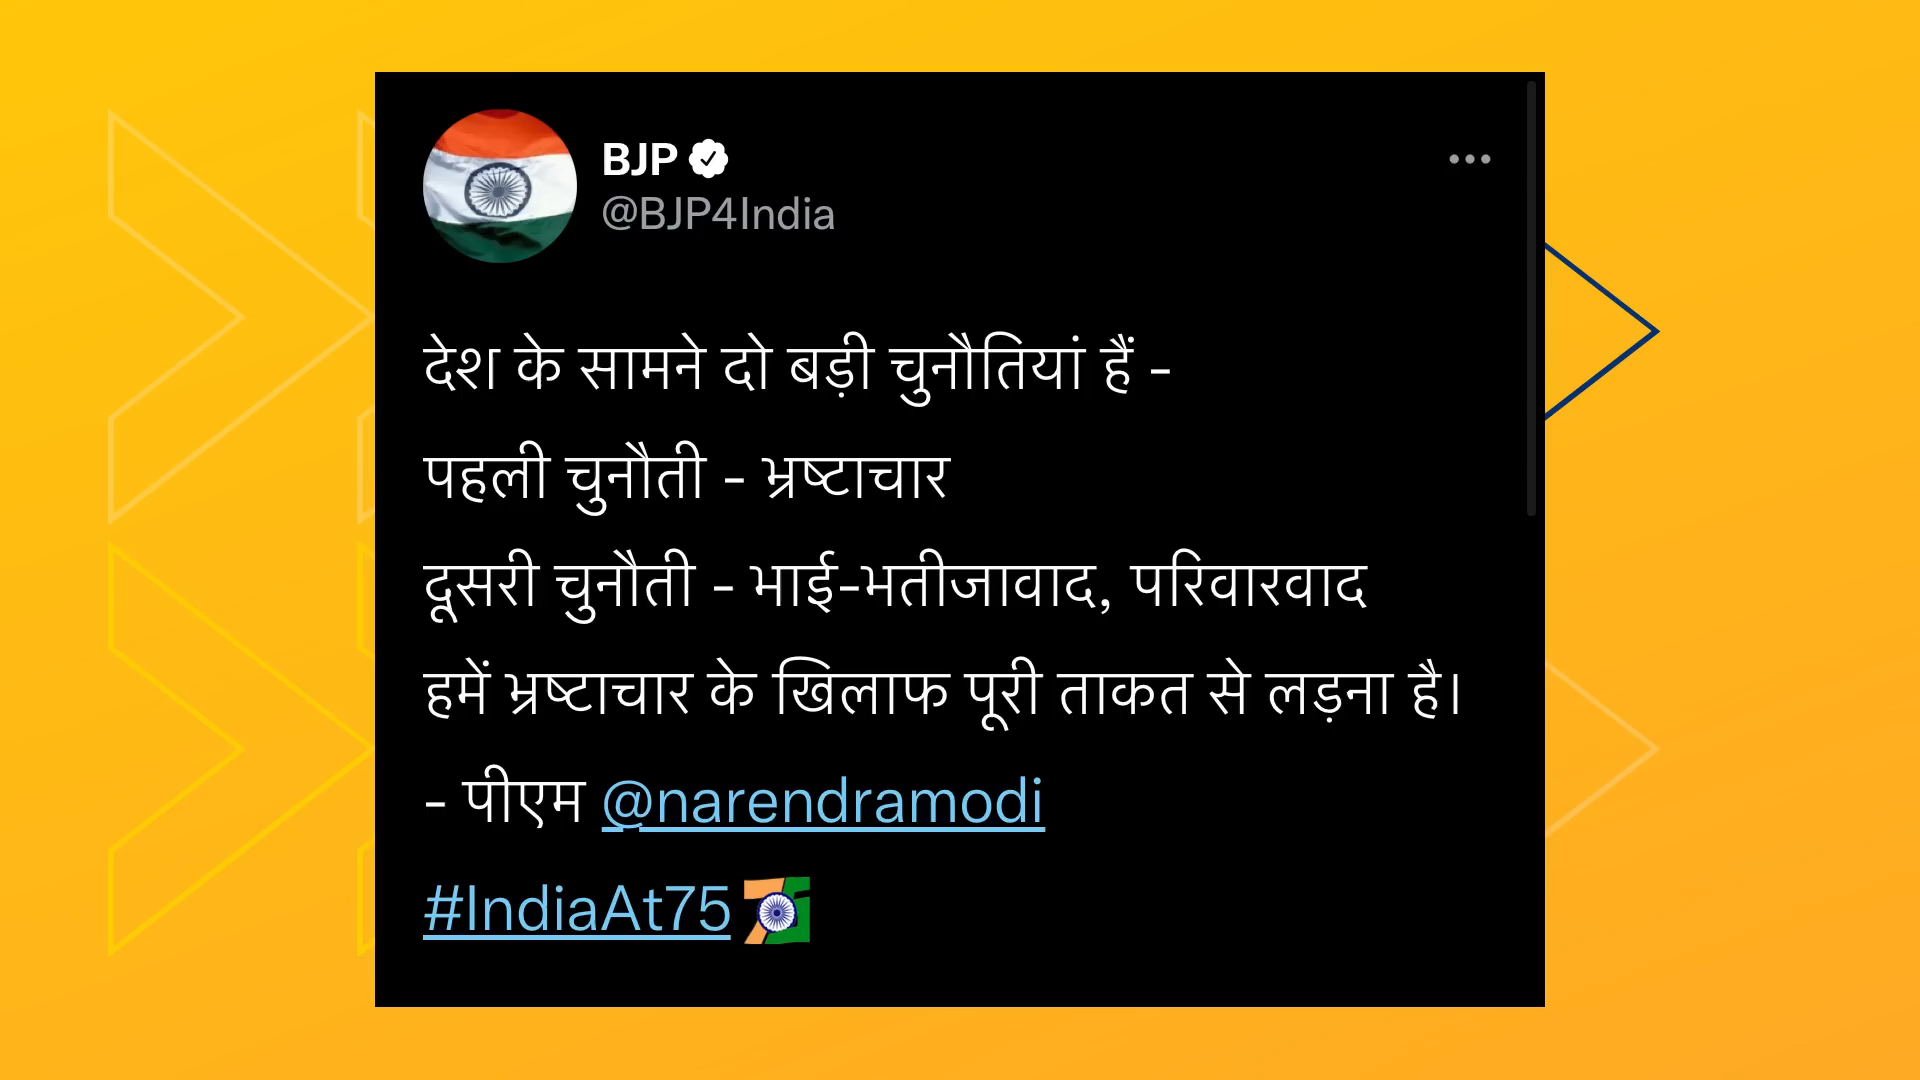 BJP
@BJP4India
देश के सामने दो बड़ी चुनौतियां हैं -
पहली चुनौती - भ्रष्टाचार
दूसरी चुनौती - भाई-भतीजावाद, परिवारवाद
हमें भ्रष्टाचार के खिलाफ पूरी ताकत से लड़ना है।
- पीएम @narendramodi
#IndiaAt75